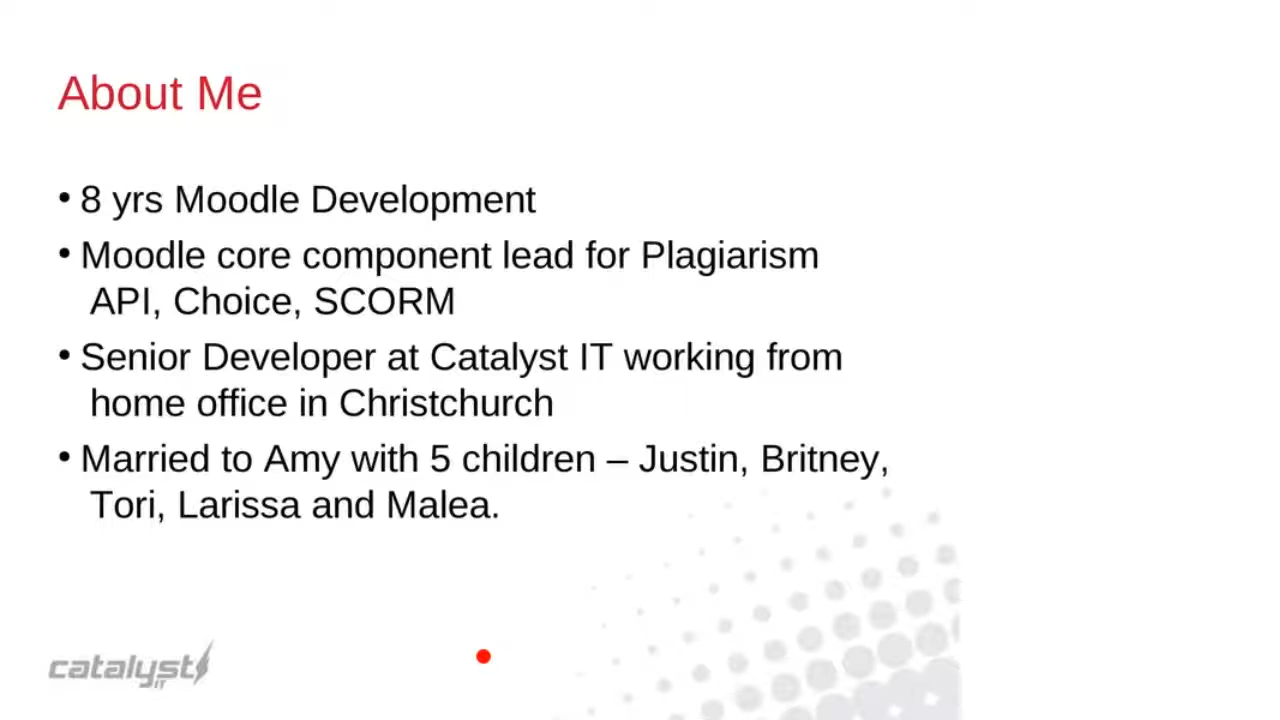 About Me
• 8 yrs Moodle Development
• Moodle core component lead for Plagiarism
API, Choice, SCORM
• Senior Developer at Catalyst IT working from
home office in Christchurch
• Married to Amy with 5 children – Justin, Britney,
Tori, Larissa and Malea.
catalyst
IT